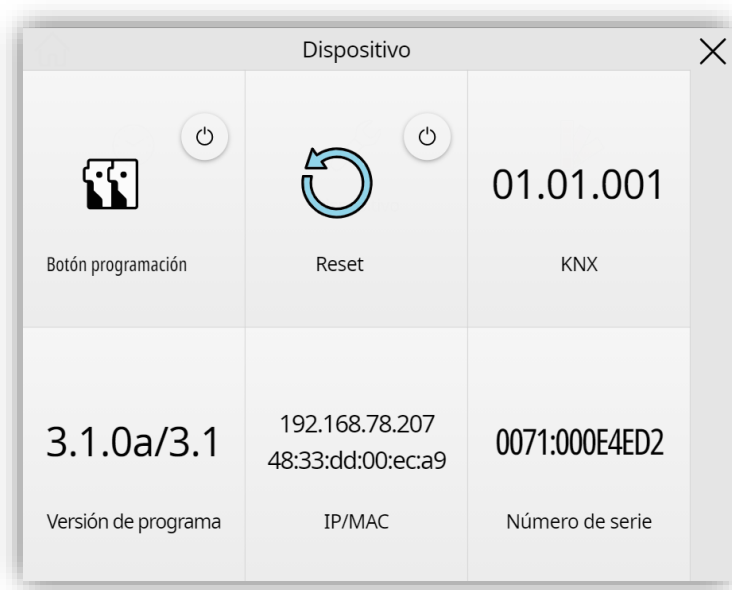 Dispositivo
Botón programación
Reset
01.01.001
KNX
3.1.0a/3.1
Versión de programa
192.168.78.207
48:33:dd:00:ec:a9
IP/MAC
0071:000E4ED2
Número de serie